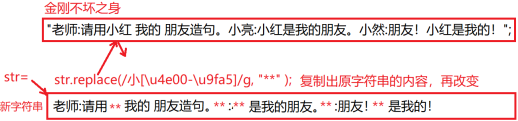 金刚不坏之身
"老师:请用小红 我的 朋友造句。小亮:小红是我的朋友。小然:朋友！小红是我的！";
str= str.replace(/小[\u4e00-\u9fa5]/g, "**" ); 复制出原字符串的内容，再改变
新字符串 老师:请用 ** 我的 朋友造句。** :** 是我的朋友。** :朋友！** 是我的！